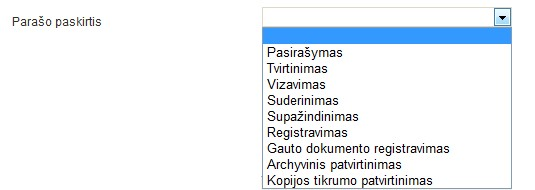 Parašo paskirtis
Pasirašymas
Tvirtinimas
Vizavimas
Suderinimas
Supažindinimas
Registravimas
Gauto dokumento registravimas
Archyvinis patvirtinimas
Kopijos tikrumo patvirtinimas